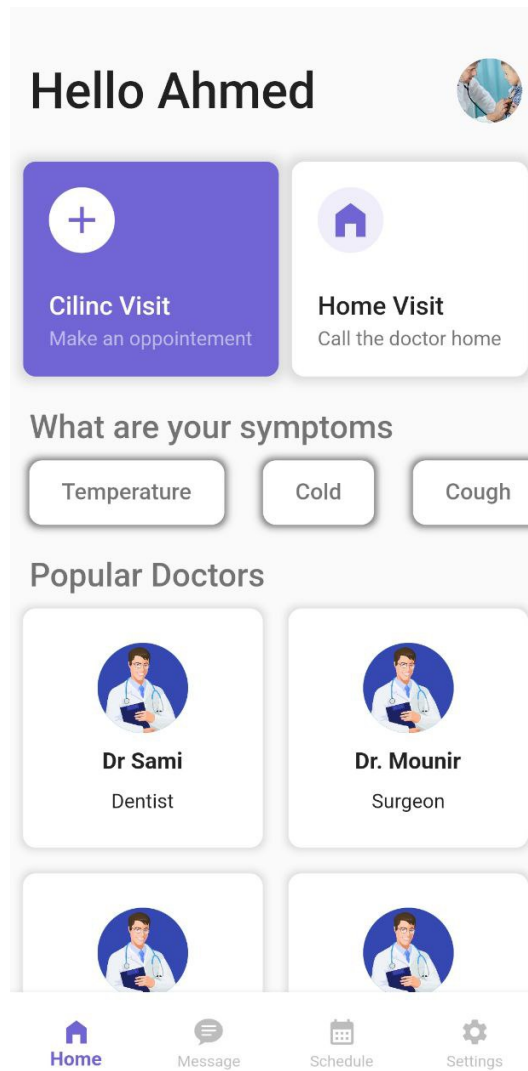 Hello Ahmed
Cilinc Visit
Make an oppointement
Home Visit
Call the doctor home
What are your symptoms
Temperature
Cold
Cough
Popular Doctors
Dr Sami
Dentist
Dr. Mounir
Surgeon
Home
Message
Schedule
Settings